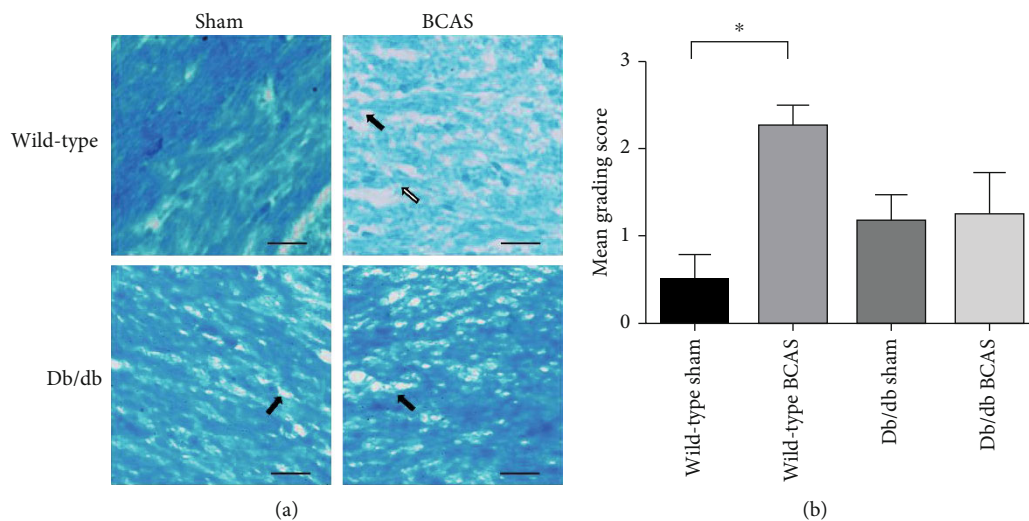 Sham
BCAS
Wild-type
Db/db
(a)
*
Mean grading score
3
2
1
0
Wild-type sham
Wild-type BCAS
Db/db sham
Db/db BCAS
(b)